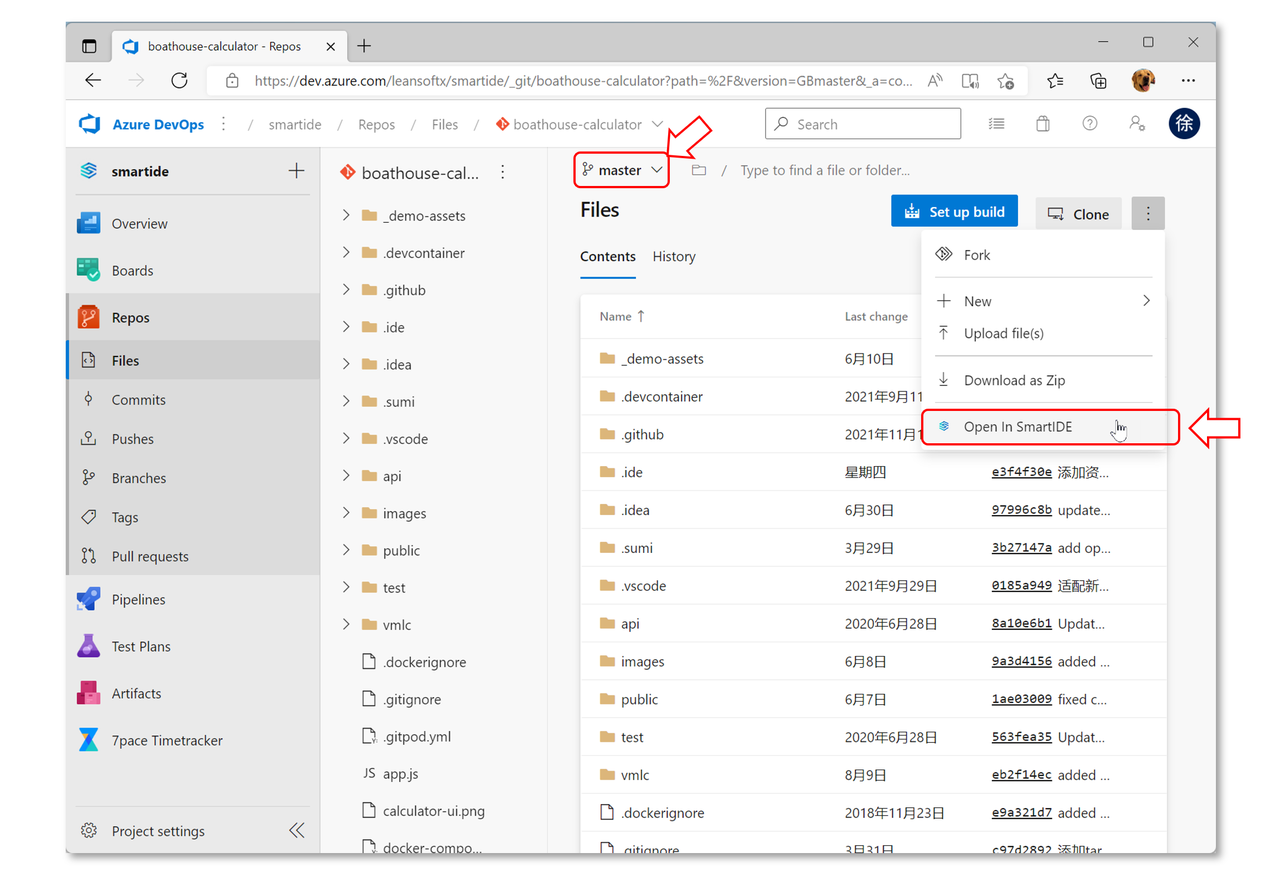 boathouse-calculator - Repos
https://dev.azure.com/leansoftx/smartide/_git/boathouse-calculator?path=%2F&version=GBmaster&_a=co...
Azure DevOps / smartide / Repos / Files / boathouse-calculator
Search
徐
smartide
Overview
Boards
Repos
Files
Commits
Pushes
Branches
Tags
Pull requests
Pipelines
Test Plans
Artifacts
7pace Timetracker
Project settings
boathouse-cal...
_demo-assets
.devcontainer
.github
.ide
.idea
.sumi
.vscode
api
images
public
test
vmlc
.dockerignore
.gitignore
.gitpod.yml
JS app.js
calculator-ui.png
docker-compo...
master / Type to find a file or folder...
Files
Set up build
Clone
Contents History
Fork
New
Upload file(s)
Download as Zip
Open In SmartIDE
Name ↑ Last change
_demo-assets 6月10日
.devcontainer 2021年9月11
.github 2021年11月1
.ide 星期四 e3f4f30e 添加资...
.idea 6月30日 97996c8b update...
.sumi 3月29日 3b27147a add op...
.vscode 2021年9月29日 0185a949 适配新...
api 2020年6月28日 8a10e6b1 Updat...
images 6月8日 9a3d4156 added ...
public 6月7日 1ae03009 fixed c...
test 2020年6月28日 563fea35 Updat...
vmlc 8月9日 eb2f14ec added ...
.dockerignore 2018年11月23日 e9a321d7 added ...
.gitignore 3月31日 c97d2892 添加tar